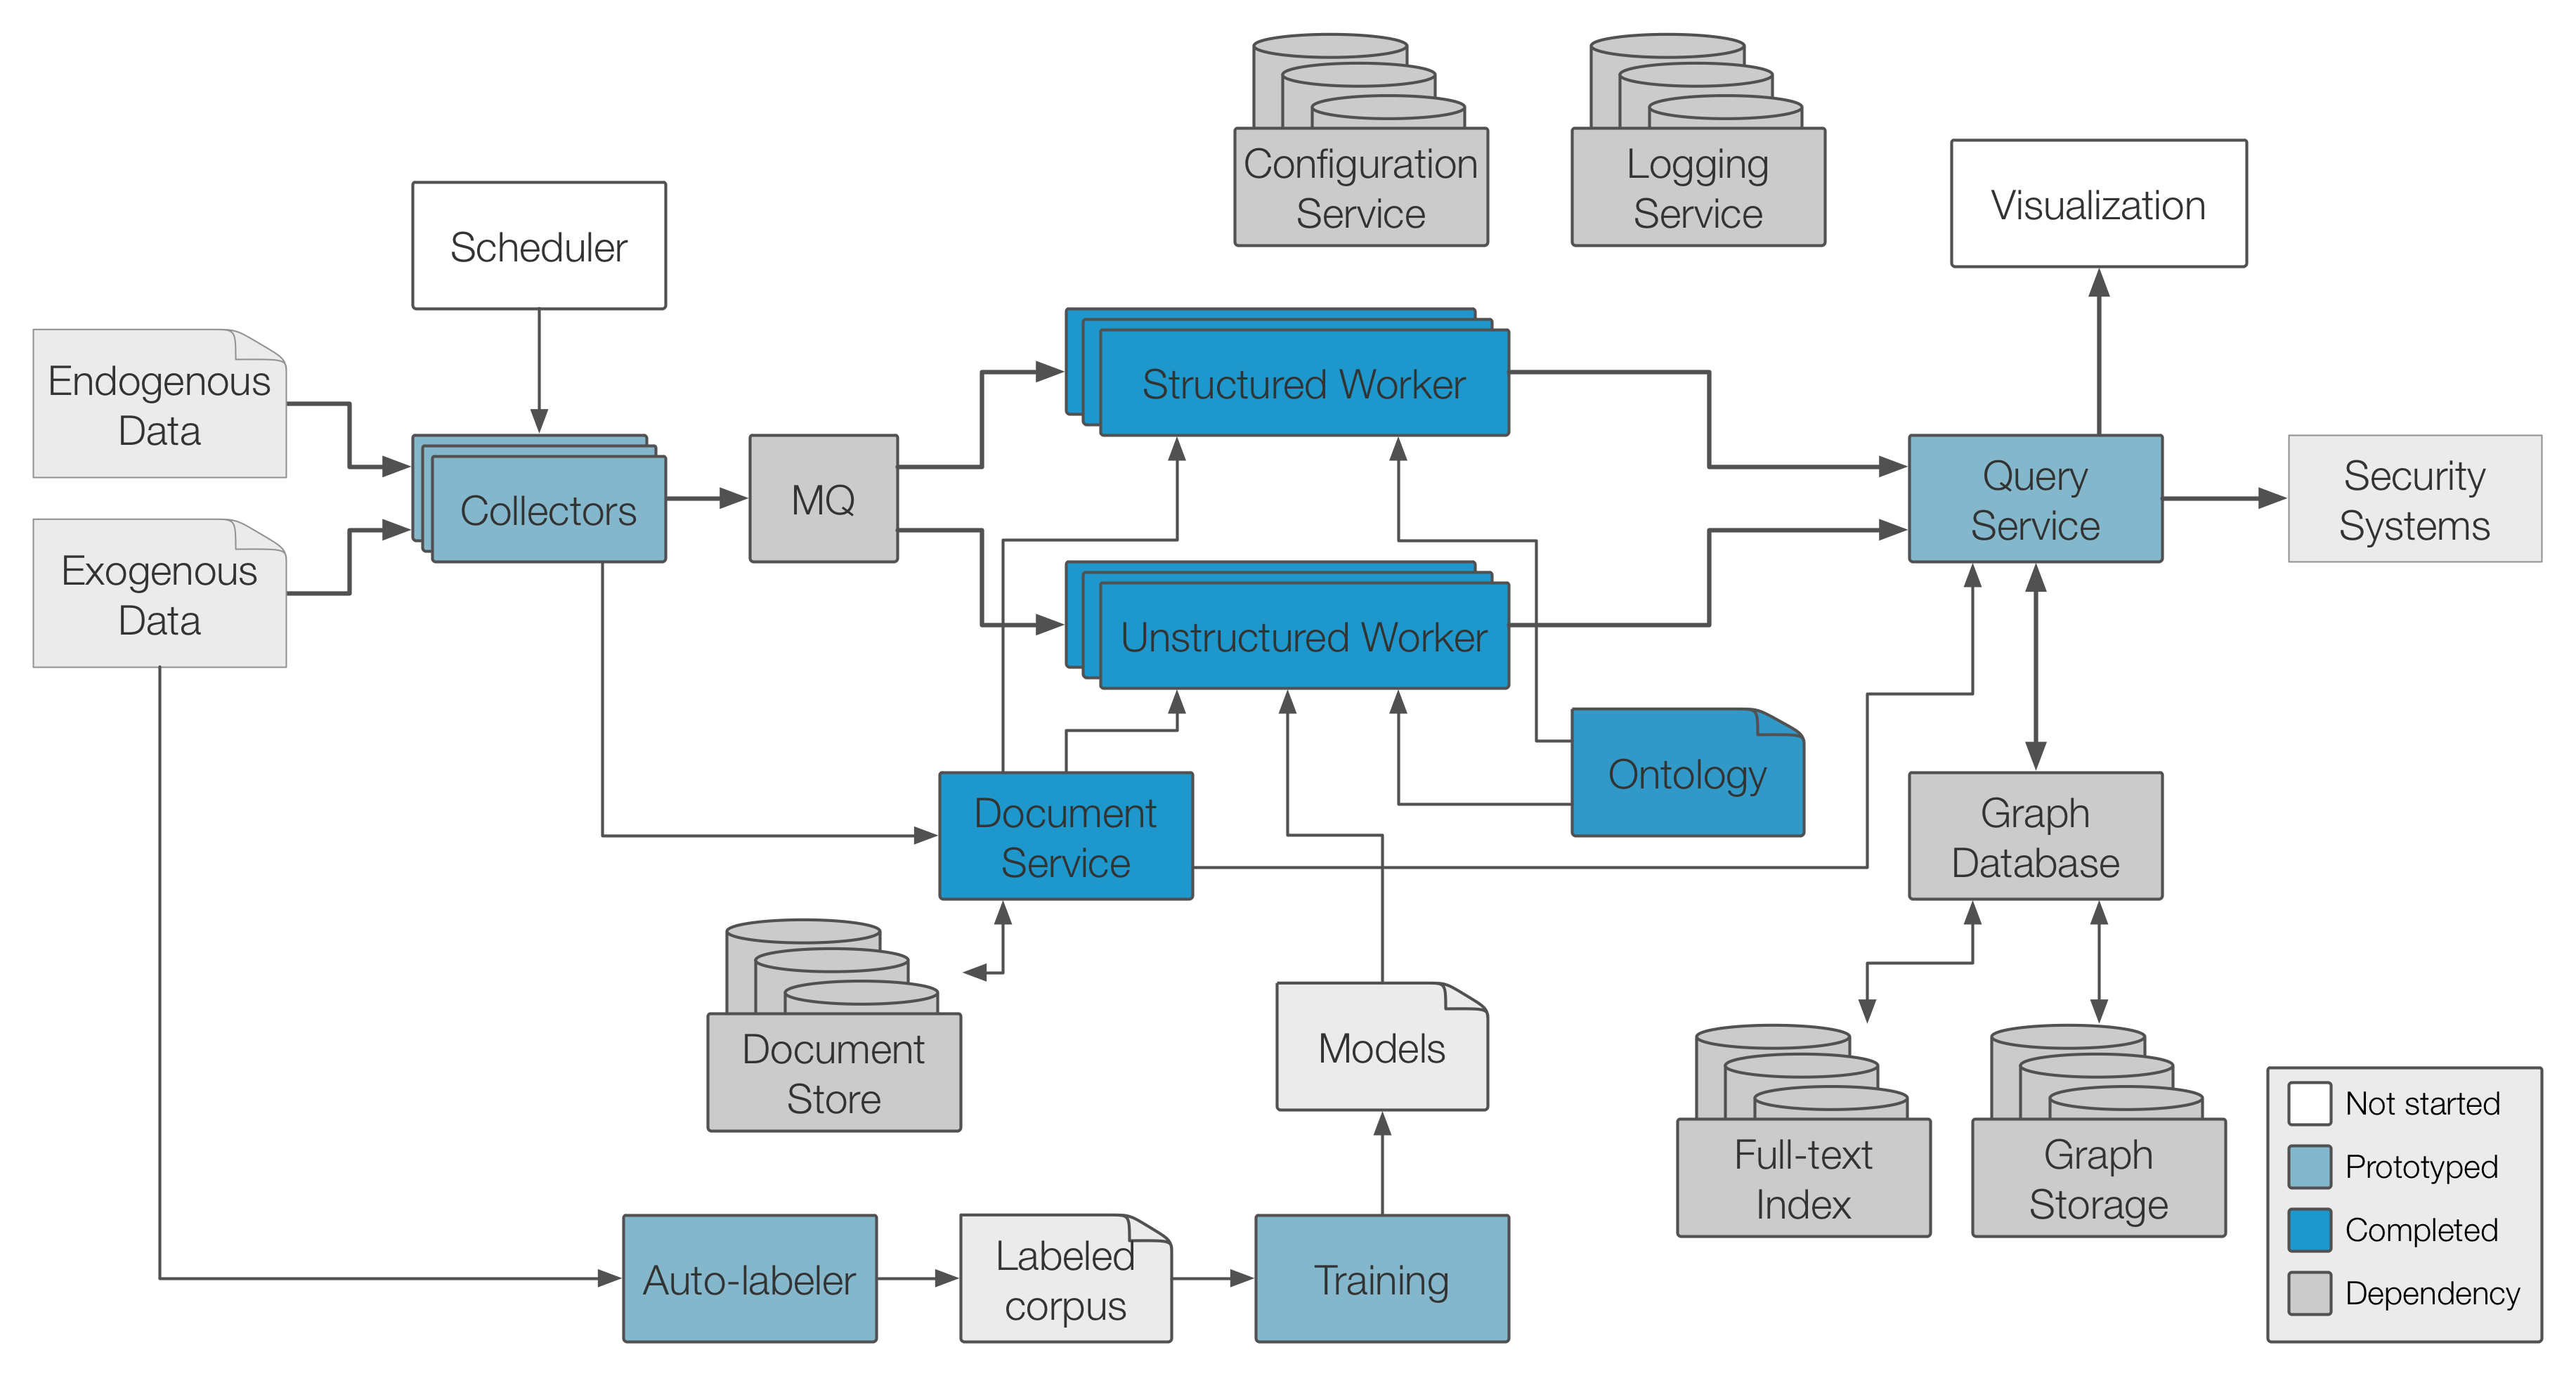 Configuration
Service
Logging
Service
Visualization
Scheduler
Endogenous
Data
Structured Worker
Collectors
MQ
Query
Service
Security
Systems
Exogenous
Data
Unstructured Worker
Ontology
Document
Service
Graph
Database
Document
Store
Models
Full-text
Index
Graph
Storage
Auto-labeler
Labeled
corpus
Training
Not started
Prototyped
Completed
Dependency